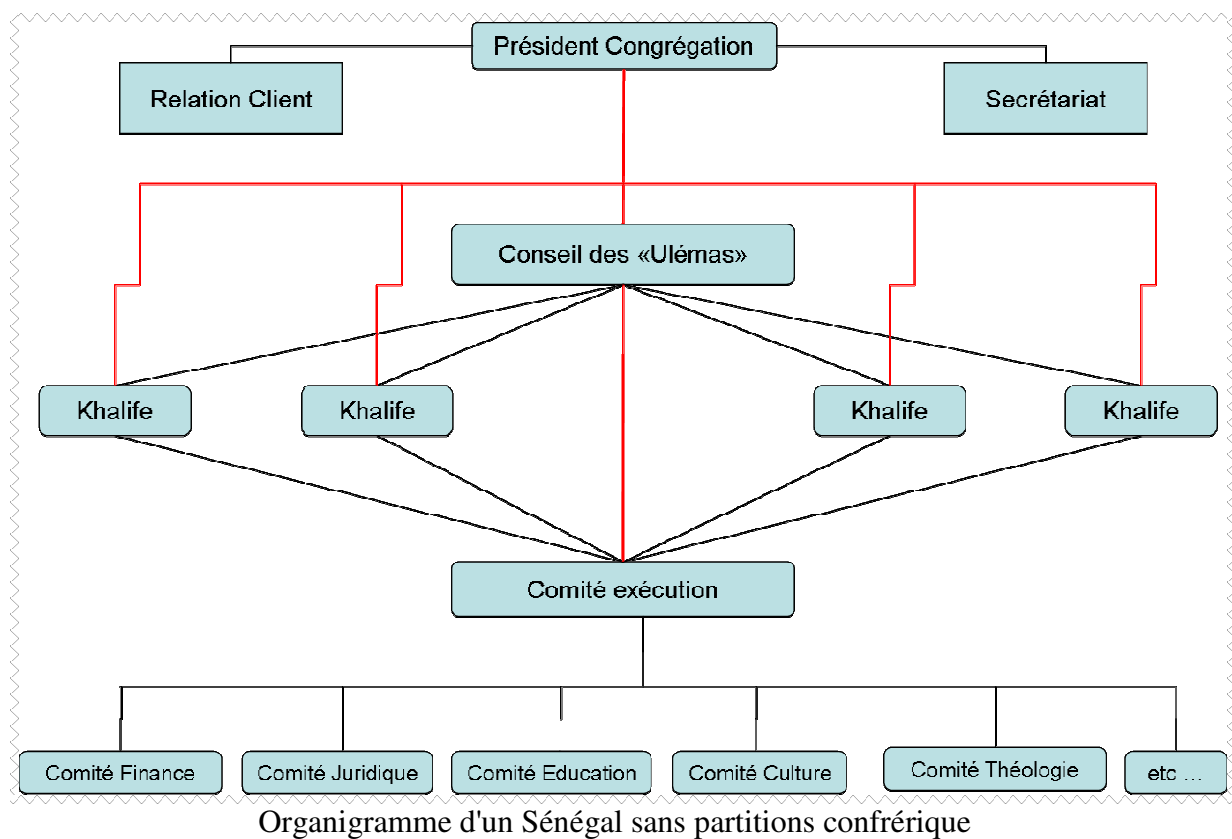 Président Congrégation
Relation Client
Secrétariat
Conseil des «Ulémas»
Khalife
Khalife
Khalife
Khalife
Comité exécution
Comité Finance
Comité Juridique
Comité Education
Comité Culture
Comité Théologie
etc ...
Organigramme d'un Sénégal sans partitions confrérique